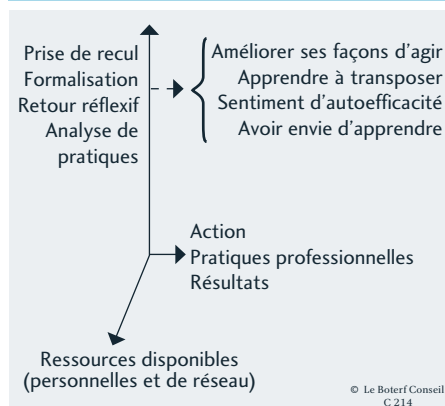 Prise de recul
Formalisation
Retour réflexif
Analyse de
pratiques
Améliorer ses façons d'agir
Apprendre à transposer
Sentiment d'autoefficacité
Avoir envie d'apprendre
Action
Pratiques professionnelles
Résultats
Ressources disponibles
(personnelles et de réseau)
© Le Boterf Conseil
C 214